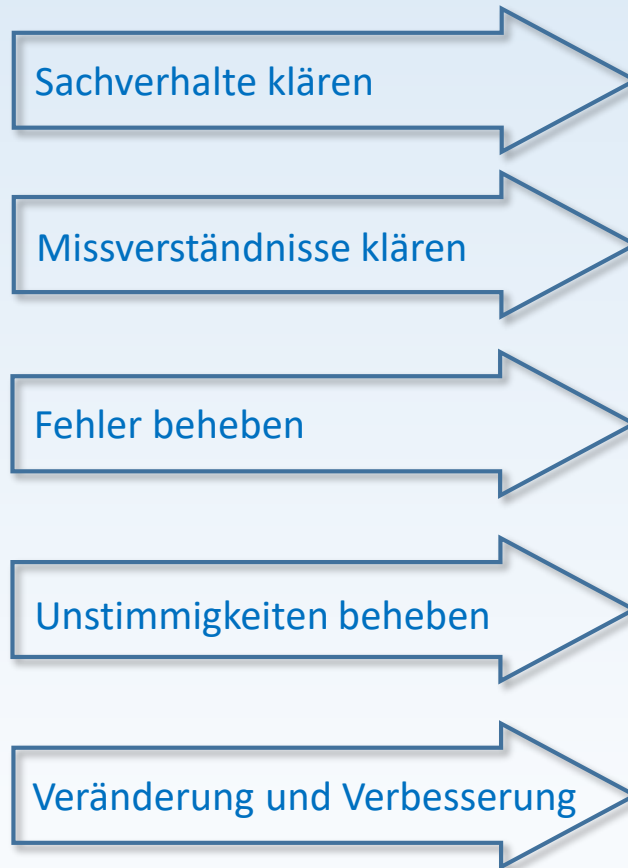 Sachverhalte klären
Missverständnisse klären
Fehler beheben
Unstimmigkeiten beheben
Veränderung und Verbesserung